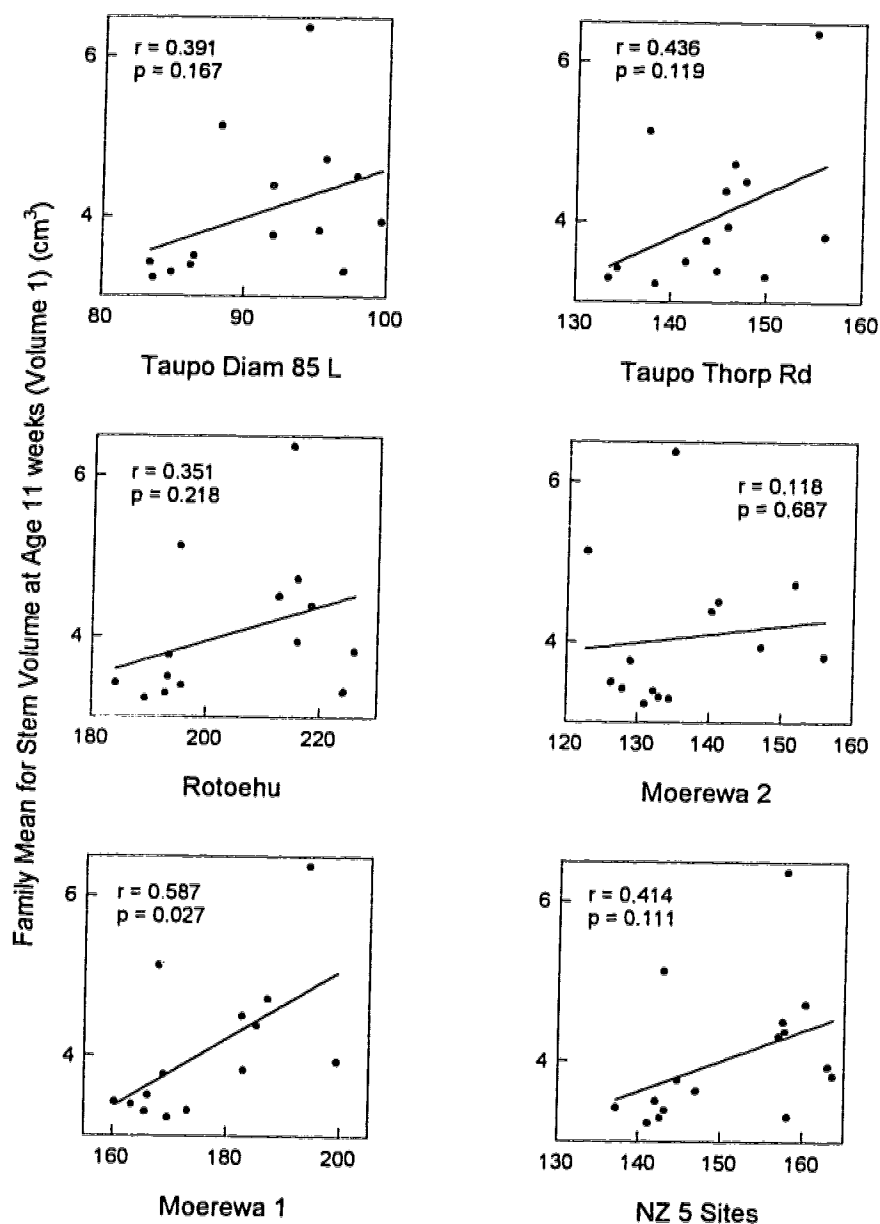 Family Mean for Stem Volume at Age 11 weeks (Volume 1) (cm³)
r = 0.391
p = 0.167
6
4
80 90 100
Taupo Diam 85 L
r = 0.436
p = 0.119
6
4
130 140 150 160
Taupo Thorp Rd
r = 0.351
p = 0.218
6
4
180 200 220
Rotoehu
r = 0.118
p = 0.687
6
4
120 130 140 150 160
Moerewa 2
r = 0.587
p = 0.027
6
4
160 180 200
Moerewa 1
r = 0.414
p = 0.111
6
4
130 140 150 160
NZ 5 Sites